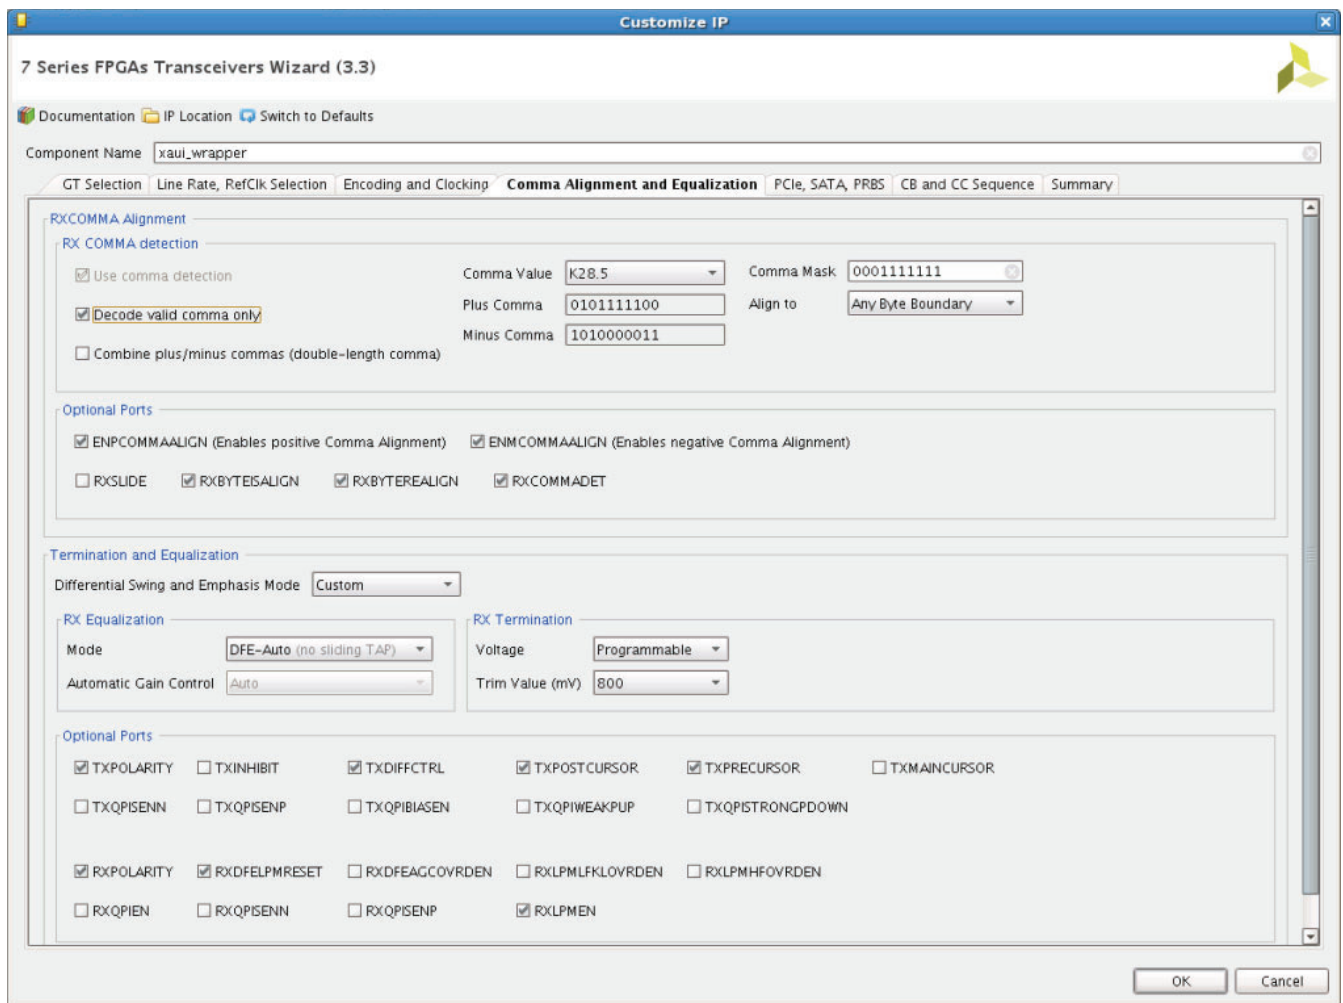 Customize IP
7 Series FPGAs Transceivers Wizard (3.3)
Documentation IP Location Switch to Defaults
Component Name xaui_wrapper
GT Selection Line Rate, RefClk Selection Encoding and Clocking Comma Alignment and Equalization PCIe, SATA, PRBS CB and CC Sequence Summary
RXCOMMA Alignment
RX COMMA detection
Use comma detection Comma Value K28.5 Comma Mask 0001111111
Decode valid comma only Plus Comma 0101111100 Align to Any Byte Boundary
Minus Comma 1010000011
Combine plus/minus commas (double-length comma)
Optional Ports
ENPCOMMAALIGN (Enables positive Comma Alignment) ENMCOMMAALIGN (Enables negative Comma Alignment)
RXSLIDE RXBYTEISALIGN RXBYTEREALIGN RXCOMMADET
Termination and Equalization
Differential Swing and Emphasis Mode Custom
RX Equalization RX Termination
Mode DFE-Auto (no sliding TAP) Voltage Programmable
Automatic Gain Control Auto Trim Value (mV) 800
Optional Ports
TXPOLARITY TXINHIBIT TXDIFFCTRL TXPOSTCURSOR TXPRECURSOR TXMAINCURSOR
TXQPISENN TXQPISENP TXQPIBIASEN TXQPIWEAKPUP TXQPISTRONGPDOWN
RXPOLARITY RXDFELPMRESET RXDFEAGCOVRDEN RXLPMLFKLOVRDEN RXLPMHFOVRDEN
RXQPIEN RXQPISENN RXQPISENP RXLPMEN
OK Cancel